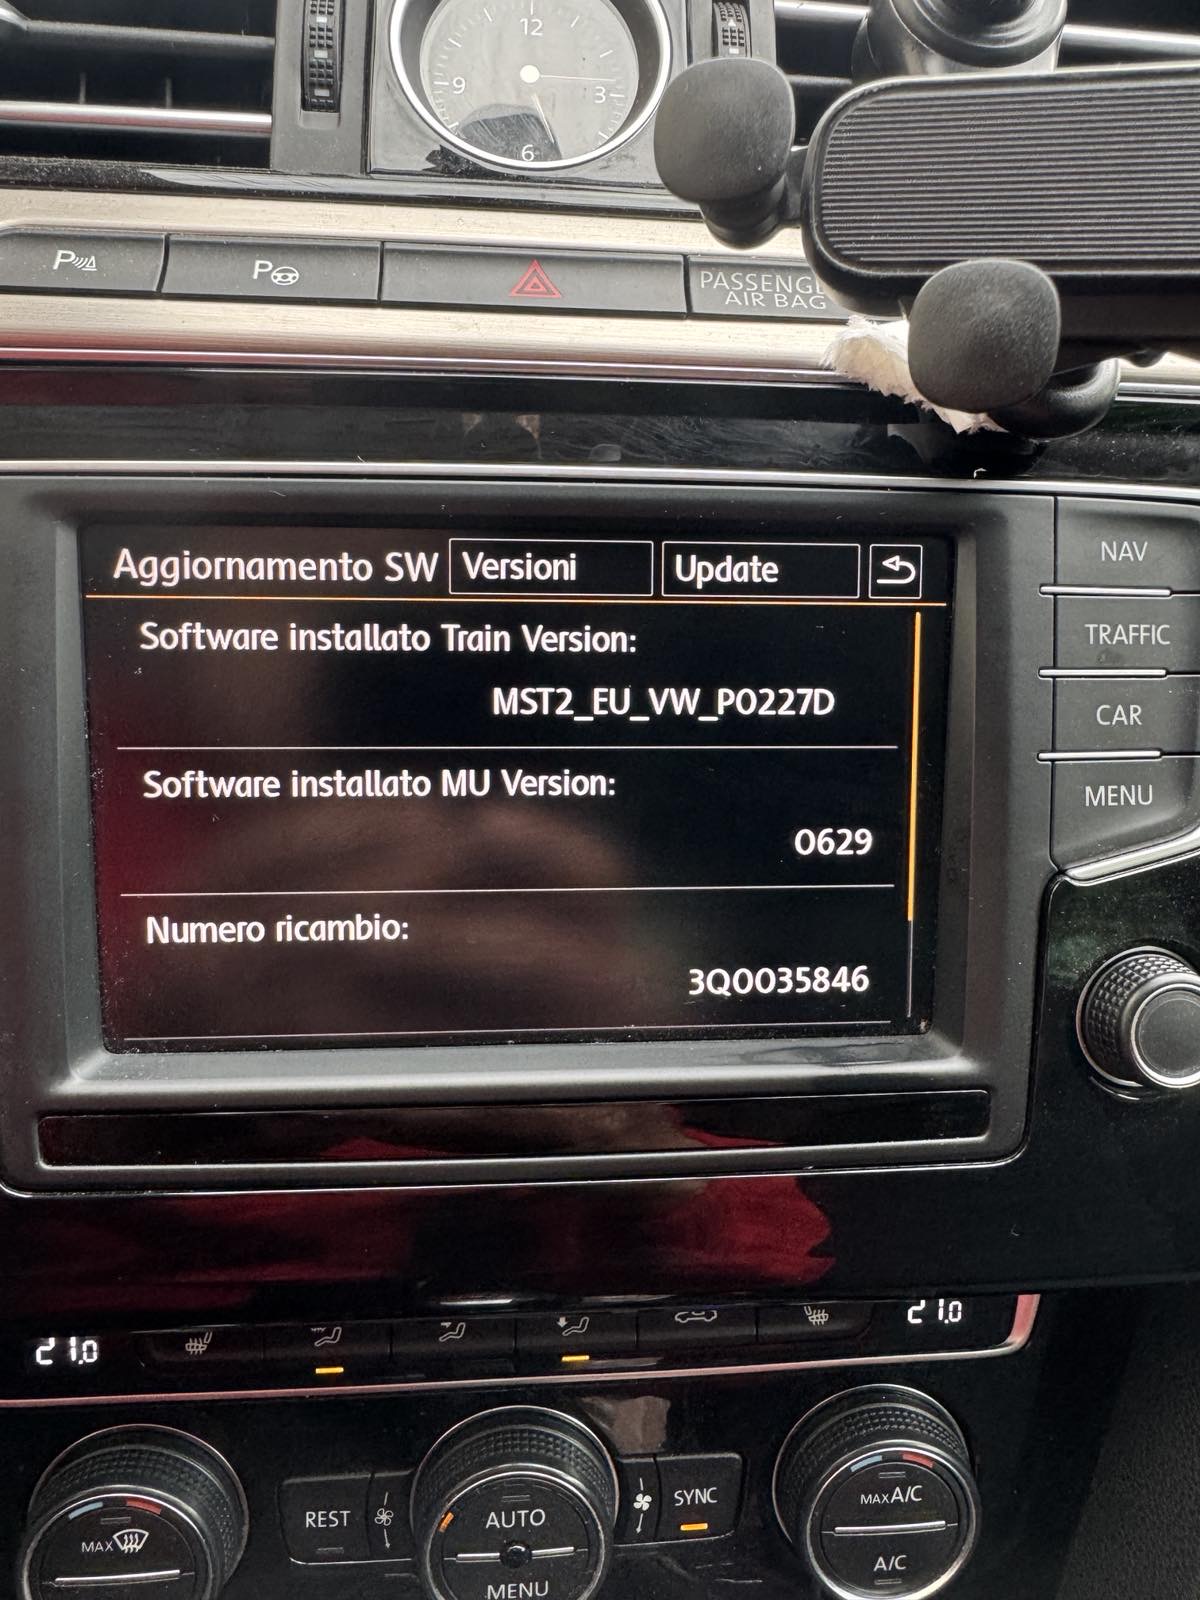 12
9
3
6
P
P
PASSENGE
AIR BAG
NAV
TRAFFIC
CAR
MENU
Aggiornamento SW
Versioni
Update
Software installato Train Version:
MST2_EU_VW_P0227D
Software installato MU Version:
0629
Numero ricambio:
3Q0035846
21.0
21.0
MAX
REST
AUTO
MENU
SYNC
MAX A/C
A/C